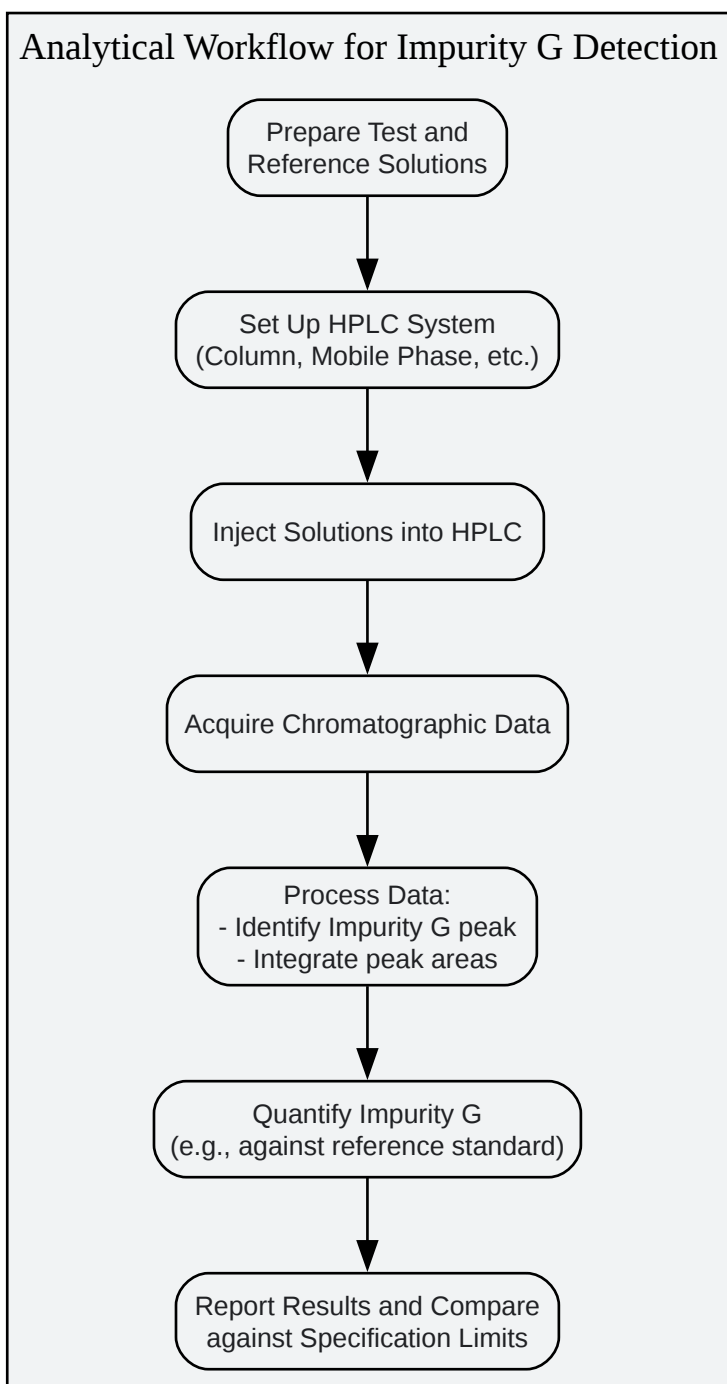 Analytical Workflow for Impurity G Detection
Prepare Test and
Reference Solutions
Set Up HPLC System
(Column, Mobile Phase, etc.)
Inject Solutions into HPLC
Acquire Chromatographic Data
Process Data:
- Identify Impurity G peak
- Integrate peak areas
Quantify Impurity G
(e.g., against reference standard)
Report Results and Compare
against Specification Limits